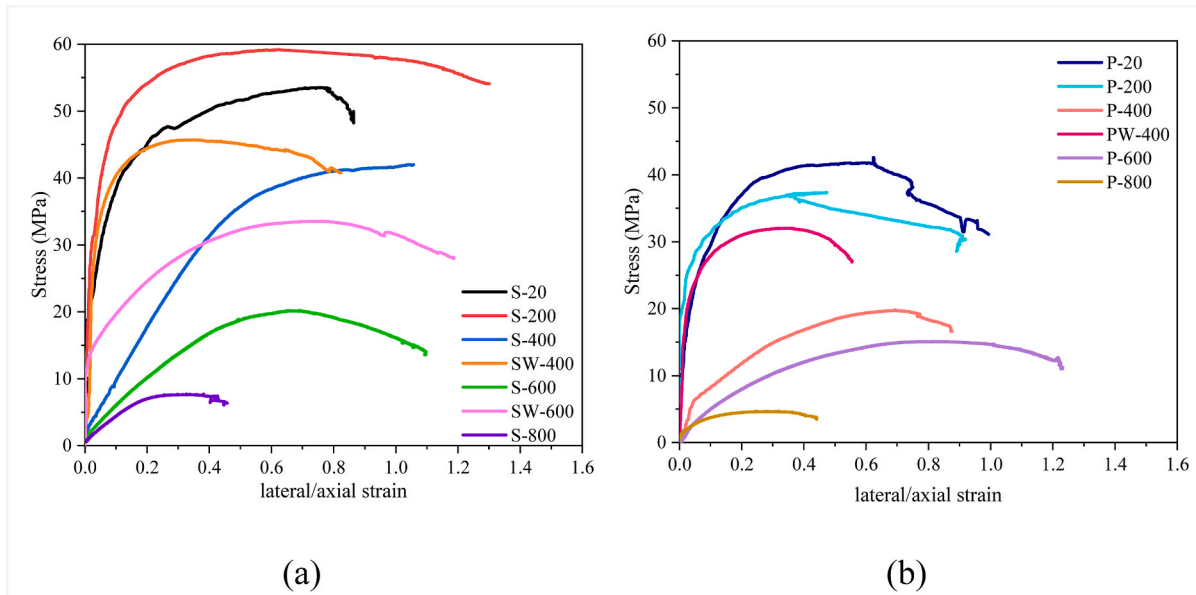 60
50
40
30
20
10
0
Stress (MPa)
S-20
S-200
S-400
SW-400
S-600
SW-600
S-800
0.0 0.2 0.4 0.6 0.8 1.0 1.2 1.4 1.6
lateral/axial strain
(a)
60
50
40
30
20
10
0
Stress (MPa)
P-20
P-200
P-400
PW-400
P-600
P-800
0.0 0.2 0.4 0.6 0.8 1.0 1.2 1.4 1.6
lateral/axial strain
(b)